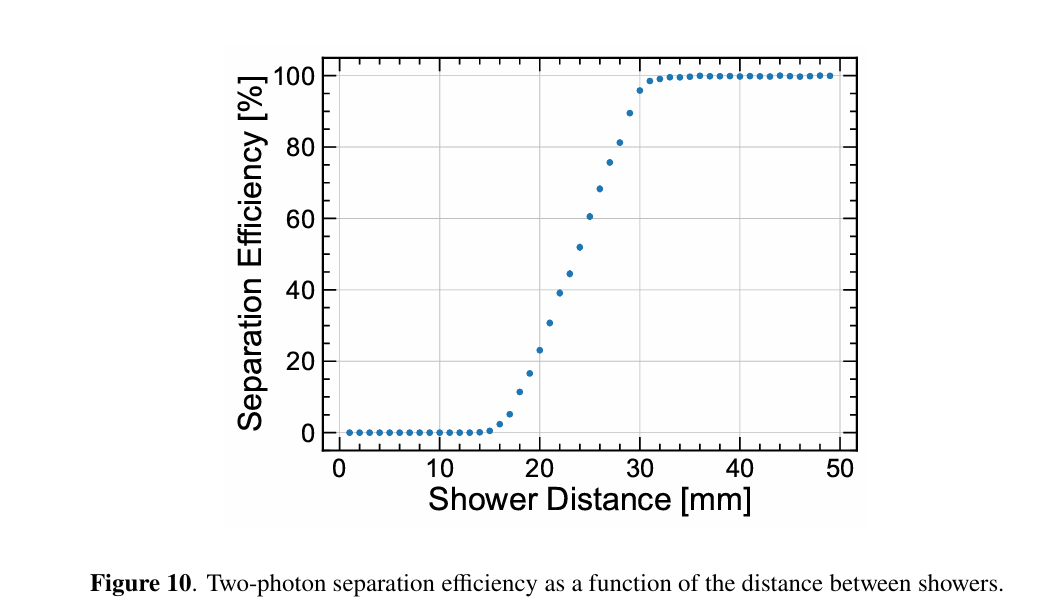 Separation Efficiency [%]
100
80
60
40
20
0
0 10 20 30 40 50
Shower Distance [mm]
Figure 10. Two-photon separation efficiency as a function of the distance between showers.